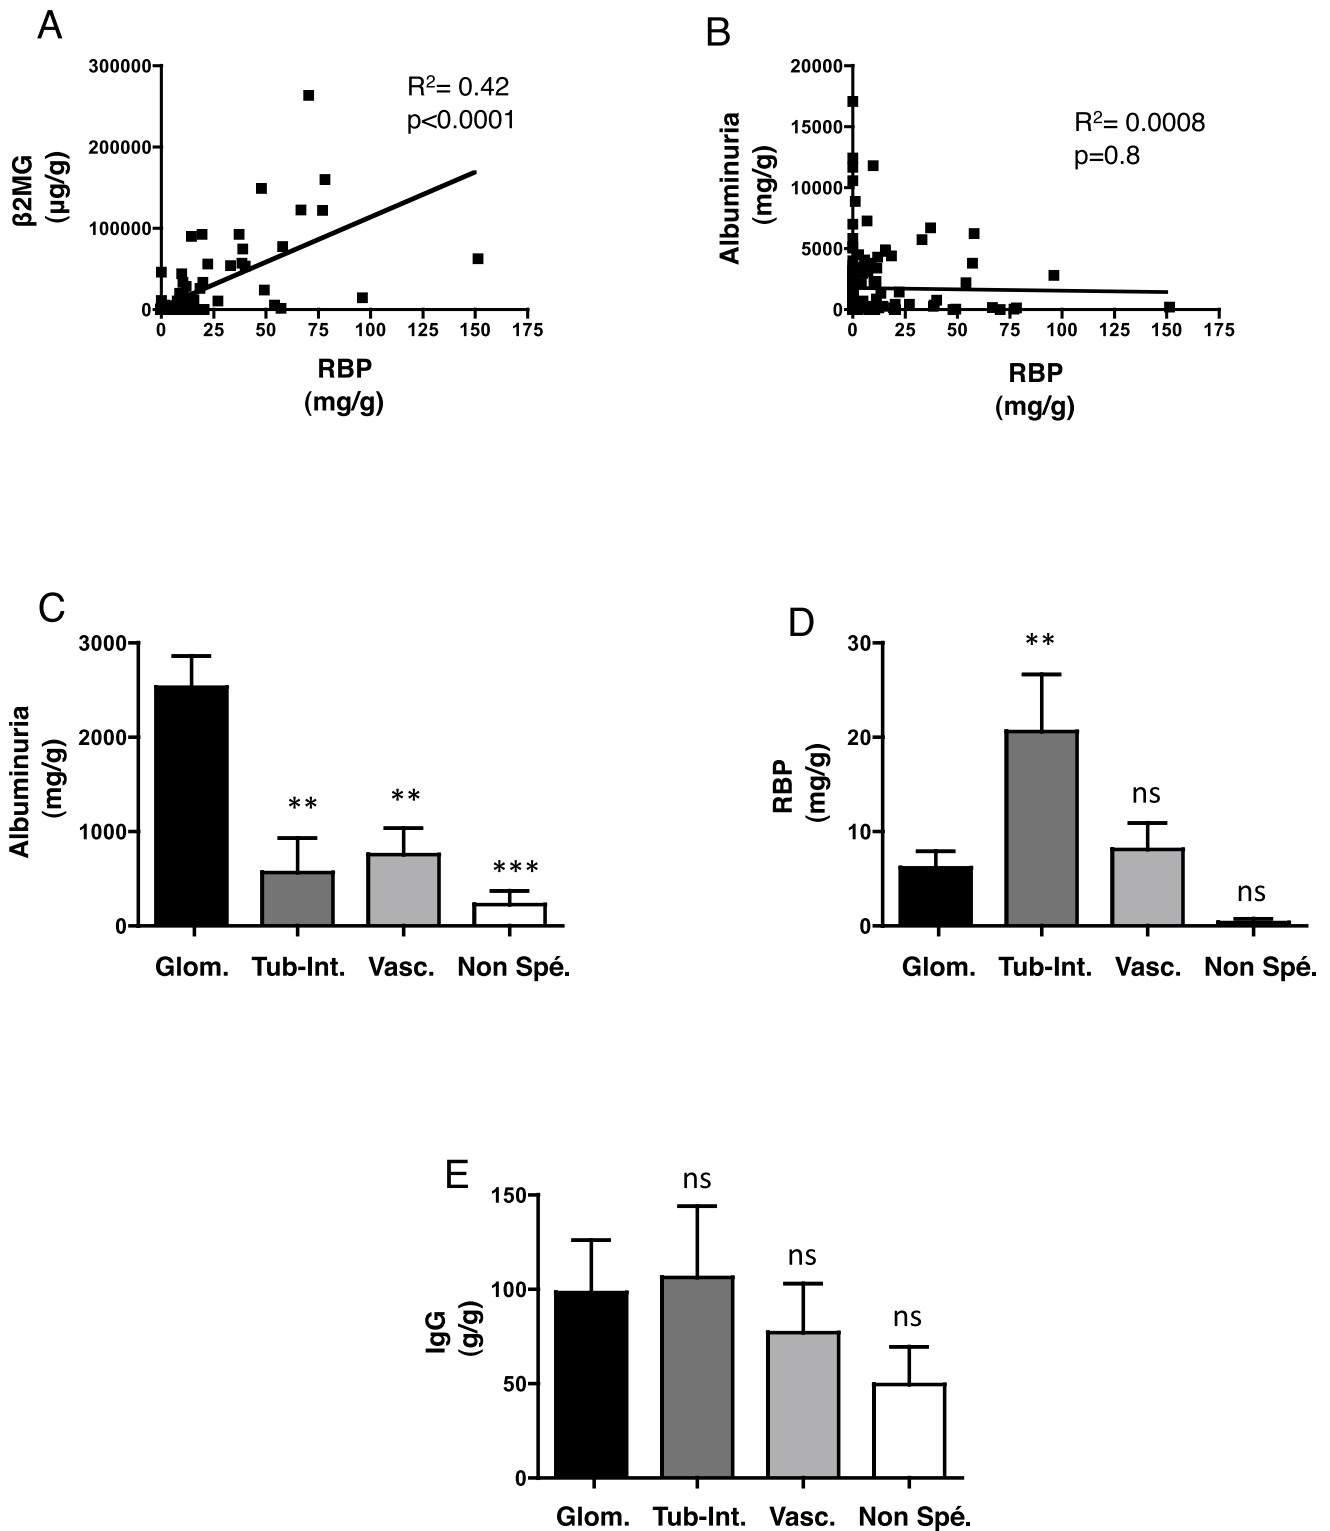 A
300000
200000
100000
0
β2MG
(μg/g)
R²= 0.42
p<0.0001
0 25 50 75 100 125 150 175
RBP
(mg/g)
B
20000
15000
10000
5000
0
Albuminuria
(mg/g)
R²= 0.0008
p=0.8
0 25 50 75 100 125 150 175
RBP
(mg/g)
C
3000
2000
1000
0
Albuminuria
(mg/g)
** ** ***
Glom. Tub-Int. Vasc. Non Spé.
D
30
20
10
0
RBP
(mg/g)
** ns ns
Glom. Tub-Int. Vasc. Non Spé.
E
150
100
50
0
IgG
(g/g)
ns ns ns
Glom. Tub-Int. Vasc. Non Spé.